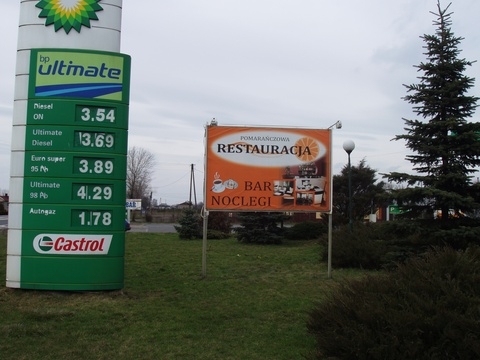 bp
ultimate
Diesel
ON 3.54
Ultimate
Diesel 3.69
Euro super
95 Pb 3.89
Ultimate
98 Pb 4.29
Autogaz 1.78
Castrol
POMARAŃCZOWA
RESTAURACJA
BAR
NOCLEGI